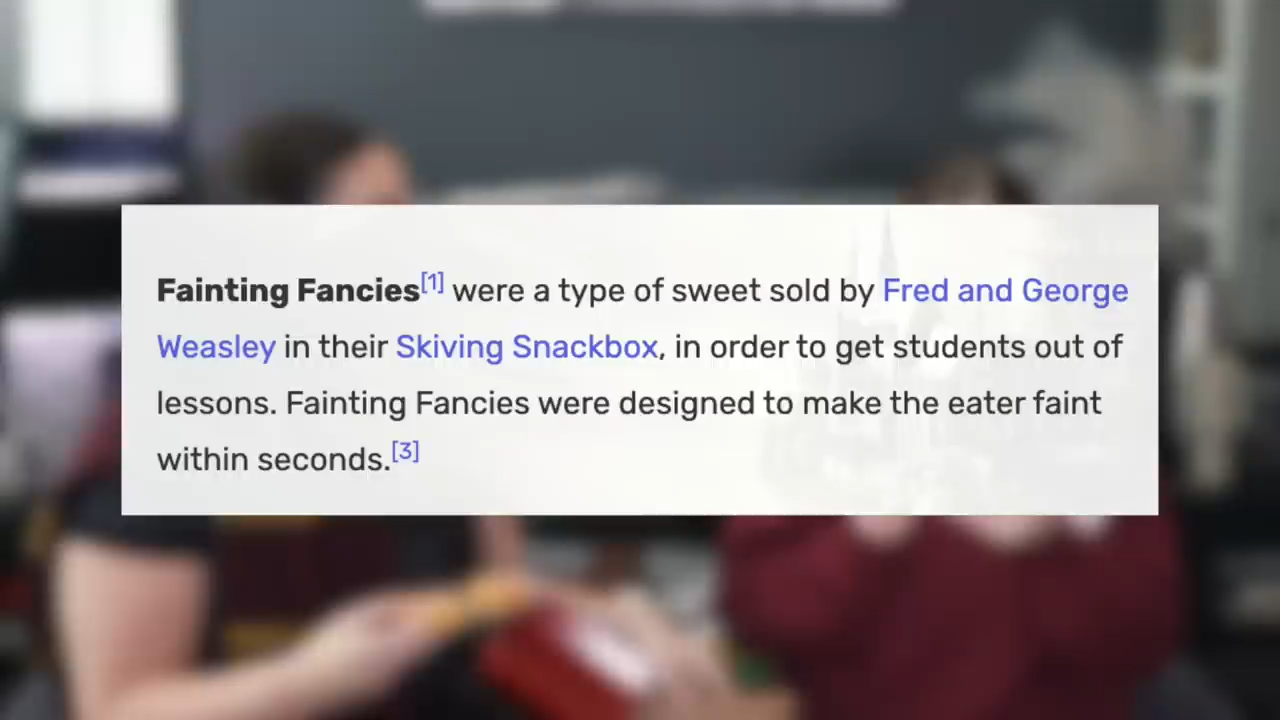 Fainting Fancies[1] were a type of sweet sold by Fred and George
Weasley in their Skiving Snackbox, in order to get students out of
lessons. Fainting Fancies were designed to make the eater faint
within seconds.[3]